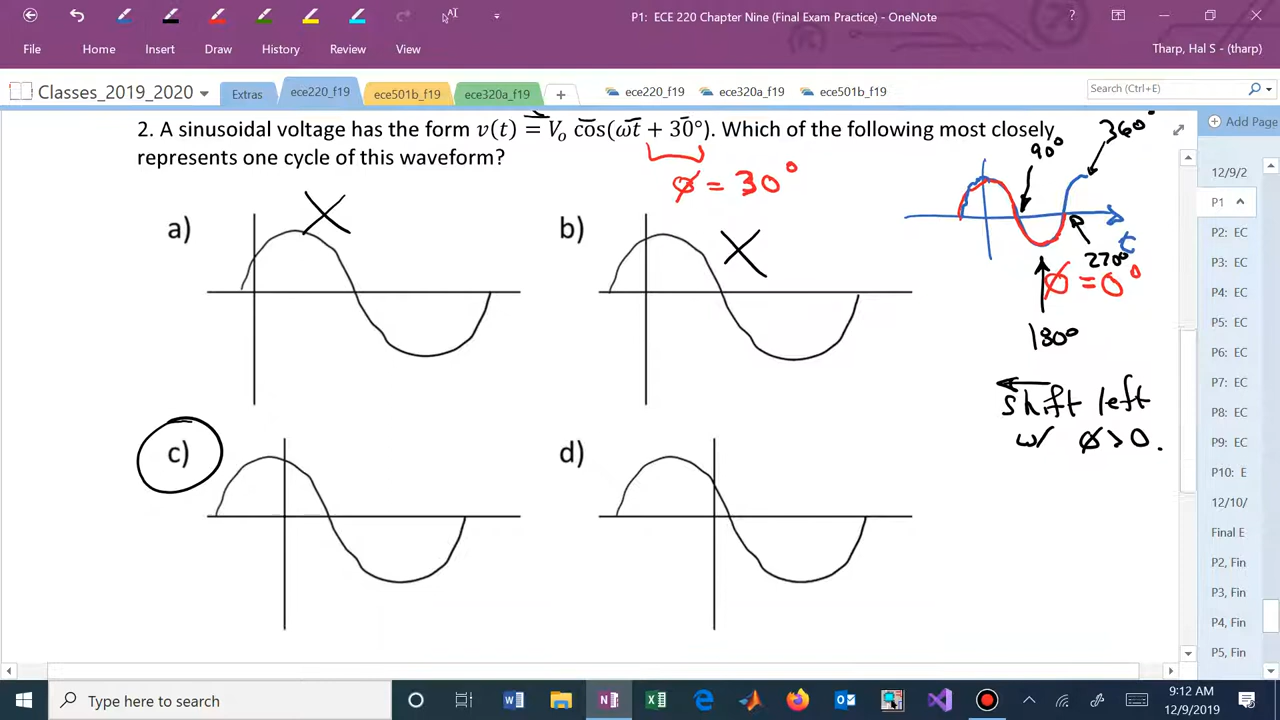 P1: ECE 220 Chapter Nine (Final Exam Practice) - OneNote
?
File Home Insert Draw History Review View
Tharp, Hal S - (tharp)
Classes_2019_2020
Extras ece220_f19 ece501b_f19 ece320a_f19
ece220_f19 ece320a_f19 ece501b_f19
Search (Ctrl+E)
Add Page
2. A sinusoidal voltage has the form v(t) = Vₒ cos(ωt + 30°). Which of the following most closely
represents one cycle of this waveform?
ϕ = 30°
90°
360°
t
270°
ϕ = 0°
180°
shift left
w/ ϕ > 0.
a)
b)
c)
d)
12/9/2
P1
P2: EC
P3: EC
P4: EC
P5: EC
P6: EC
P7: EC
P8: EC
P9: EC
P10: E
12/10/
Final E
P2, Fin
P3, Fin
P4, Fin
P5, Fin
Type here to search
9:12 AM
12/9/2019